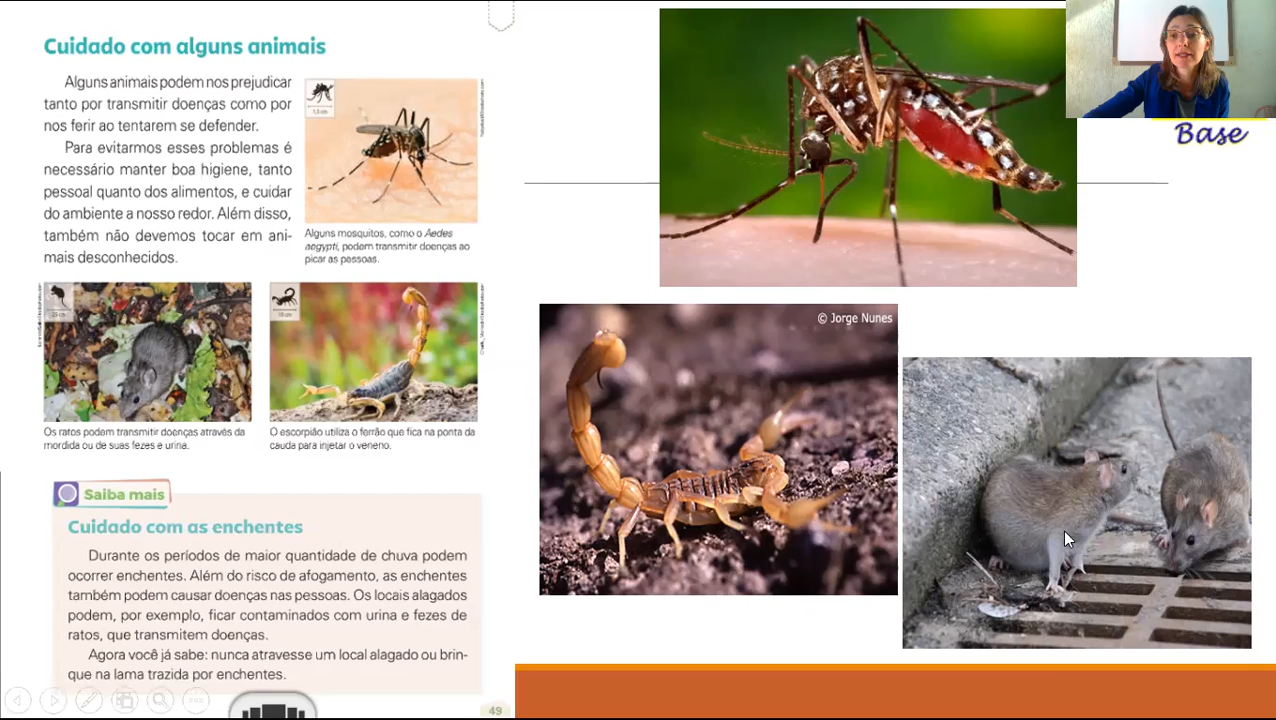 Cuidado com alguns animais
Alguns animais podem nos prejudicar
tanto por transmitir doenças como por
nos ferir ao tentarem se defender.
Para evitarmos esses problemas é
necessário manter boa higiene, tanto
pessoal quanto dos alimentos, e cuidar
do ambiente a nosso redor. Além disso,
também não devemos tocar em ani-
mais desconhecidos.
Alguns mosquitos, como o Aedes
aegypti, podem transmitir doenças ao
picar as pessoas.
Os ratos podem transmitir doenças através da
mordida ou de suas fezes e urina.
O escorpião utiliza o ferrão que fica na ponta da
cauda para injetar o veneno.
Saiba mais
Cuidado com as enchentes
Durante os períodos de maior quantidade de chuva podem
ocorrer enchentes. Além do risco de afogamento, as enchentes
também podem causar doenças nas pessoas. Os locais alagados
podem, por exemplo, ficar contaminados com urina e fezes de
ratos, que transmitem doenças.
Agora você já sabe: nunca atravesse um local alagado ou brin-
que na lama trazida por enchentes.
49
Base
© Jorge Nunes